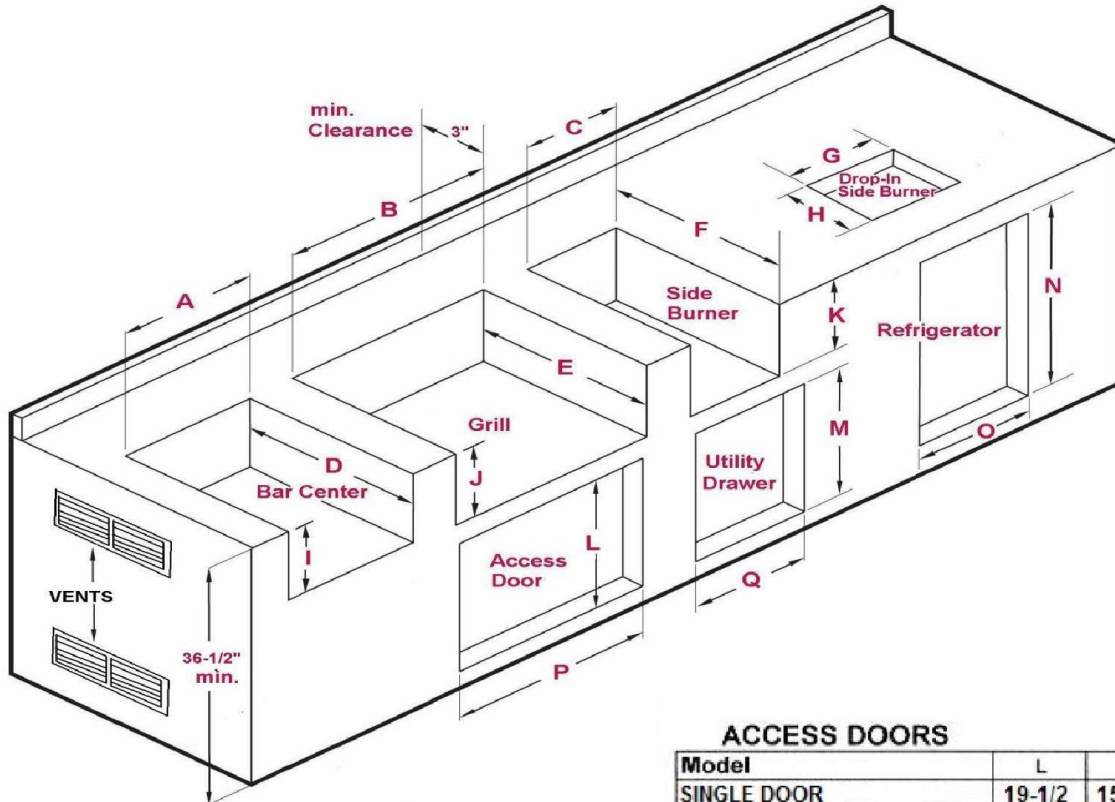 min.
Clearance
3"
C
G
Drop-In
Side Burner
H
B
F
A
Side
Burner
K
N
Refrigerator
E
Grill
D
Bar Center
J
M
O
Utility
Drawer
I
L
Access
Door
Q
VENTS
36-1/2"
min.
P
ACCESS DOORS
Model L
SINGLE DOOR 19-1/2